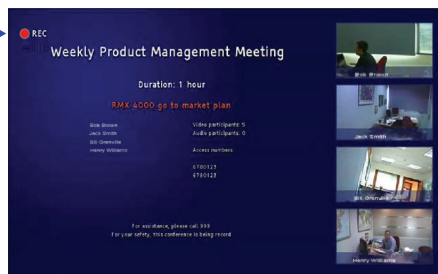 REC
Weekly Product Management Meeting
Duration: 1 hour
RMX 4000 go to market plan
Bob Brown
Jack Smith
Bill Grenville
Henry Williams
Video participants: 5
Audio participants: 0
Access numbers:
6780123
6780123
For assistance, please call 999
For your safety, this conference is being record
Bob Brown
Jack Smith
Bill Grenville
Henry Williams